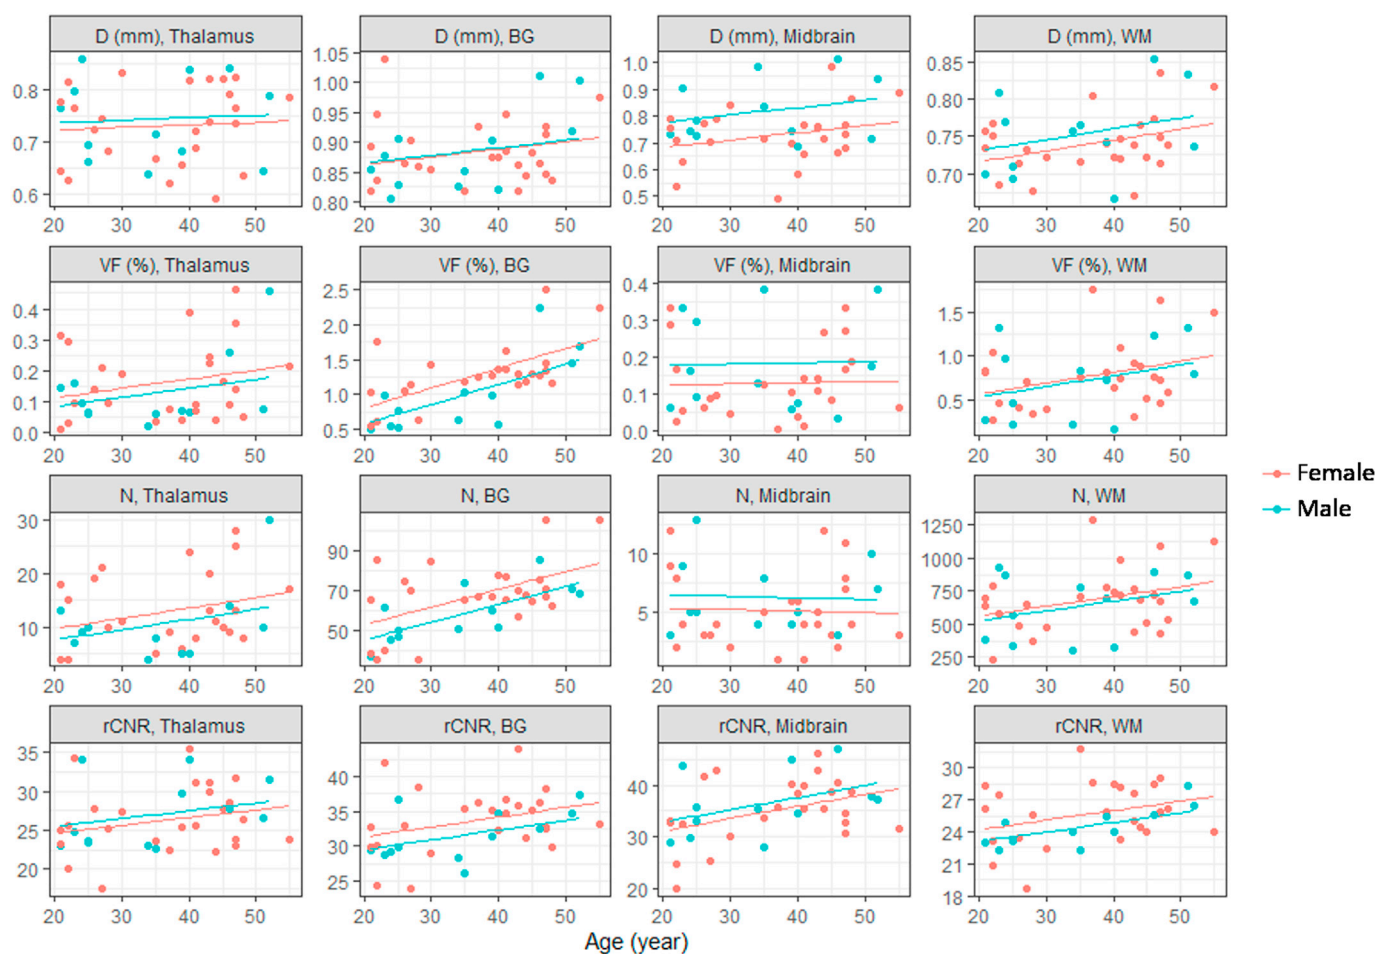 D (mm), Thalamus
D (mm), BG
D (mm), Midbrain
D (mm), WM
0.8
0.7
0.6
20 30 40 50
1.05
1.00
0.95
0.90
0.85
0.80
20 30 40 50
1.0
0.9
0.8
0.7
0.6
0.5
20 30 40 50
0.85
0.80
0.75
0.70
20 30 40 50
VF (%), Thalamus
VF (%), BG
VF (%), Midbrain
VF (%), WM
0.4
0.3
0.2
0.1
0.0
20 30 40 50
2.5
2.0
1.5
1.0
0.5
20 30 40 50
0.4
0.3
0.2
0.1
0.0
20 30 40 50
1.5
1.0
0.5
20 30 40 50
N, Thalamus
N, BG
N, Midbrain
N, WM
30
20
10
20 30 40 50
90
70
50
20 30 40 50
10
5
20 30 40 50
1250
1000
750
500
250
20 30 40 50
Female
Male
rCNR, Thalamus
rCNR, BG
rCNR, Midbrain
rCNR, WM
35
30
25
20
20 30 40 50
40
35
30
25
20 30 40 50
40
30
20
20 30 40 50
30
27
24
21
18
20 30 40 50
Age (year)